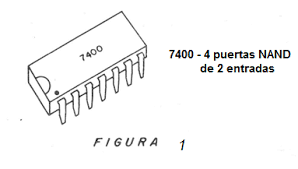 7400
7400 - 4 puertas NAND
de 2 entradas
FIGURA 1